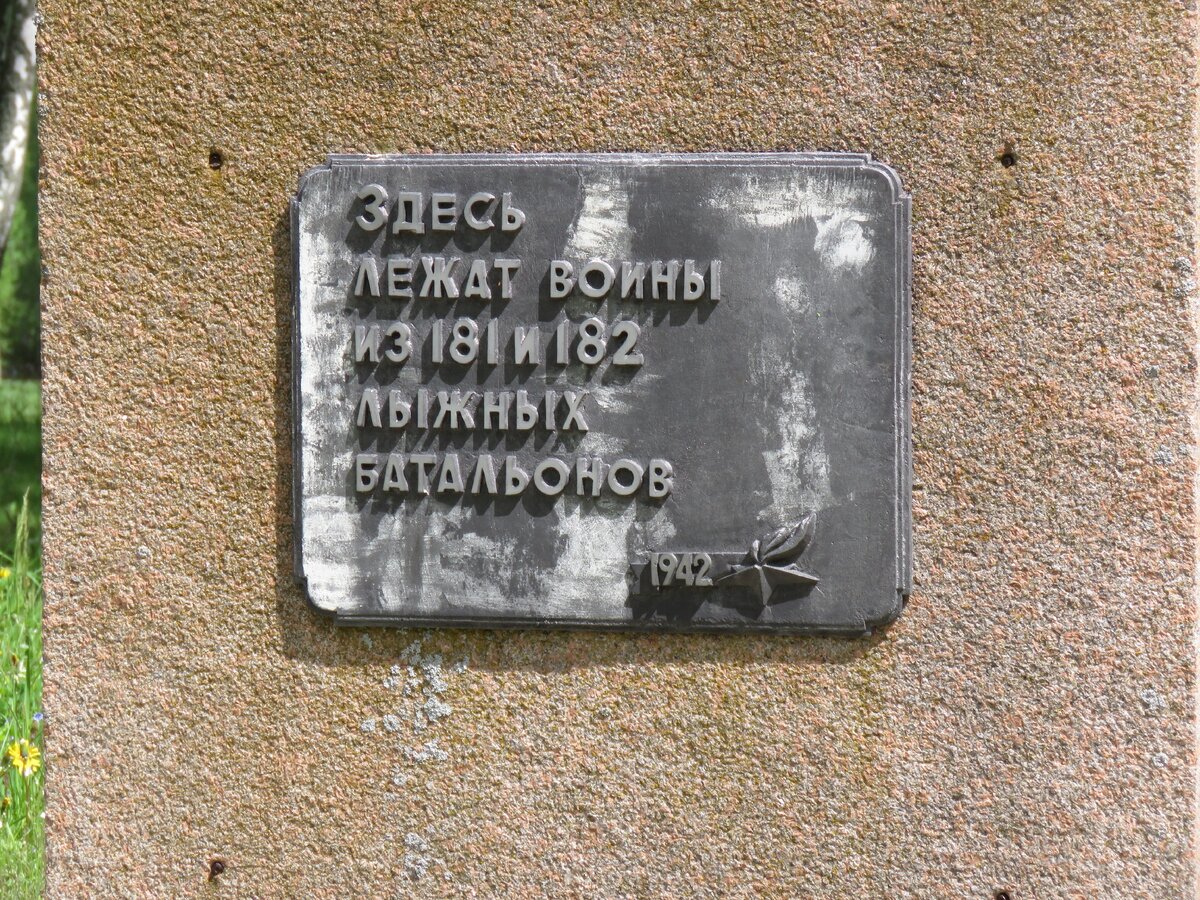 Здесь
лежат воины
из 181 и 182
лыжных
батальонов
1942